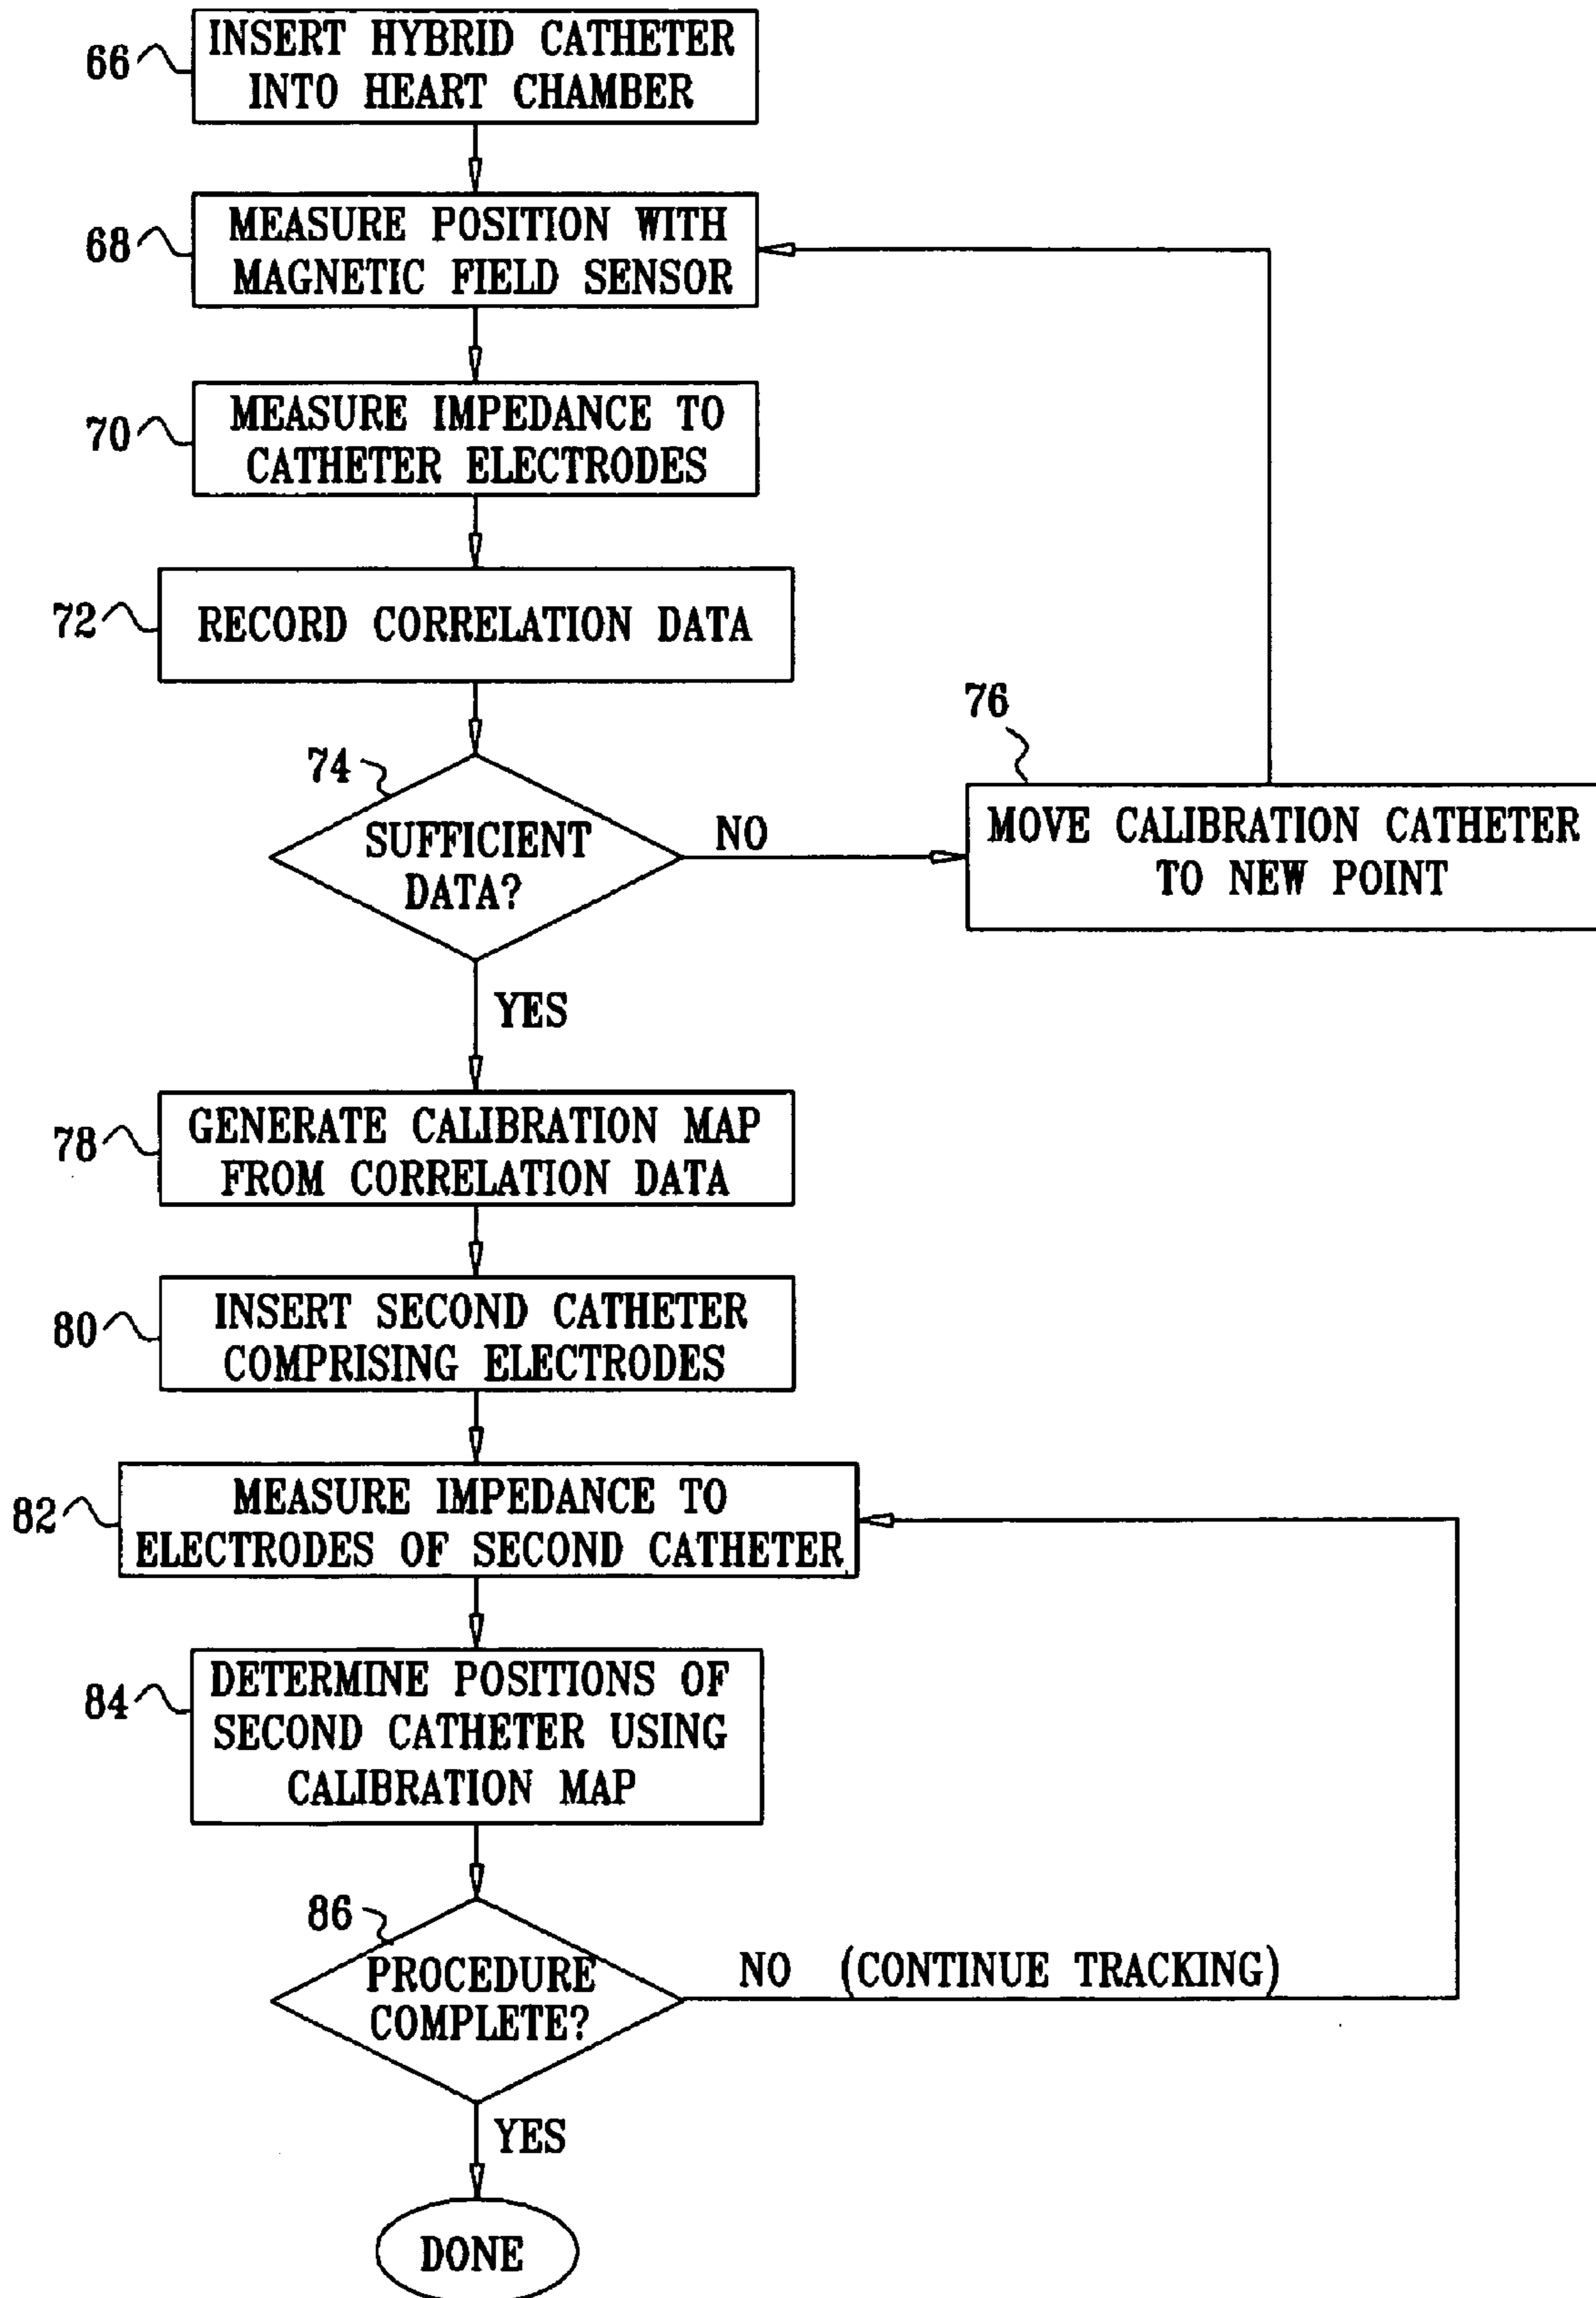 66
INSERT HYBRID CATHETER
INTO HEART CHAMBER
68
MEASURE POSITION WITH
MAGNETIC FIELD SENSOR
70
MEASURE IMPEDANCE TO
CATHETER ELECTRODES
72
RECORD CORRELATION DATA
74
SUFFICIENT
DATA?
NO
76
MOVE CALIBRATION CATHETER
TO NEW POINT
YES
78
GENERATE CALIBRATION MAP
FROM CORRELATION DATA
80
INSERT SECOND CATHETER
COMPRISING ELECTRODES
82
MEASURE IMPEDANCE TO
ELECTRODES OF SECOND CATHETER
84
DETERMINE POSITIONS OF
SECOND CATHETER USING
CALIBRATION MAP
86
PROCEDURE
COMPLETE?
NO (CONTINUE TRACKING)
YES
DONE